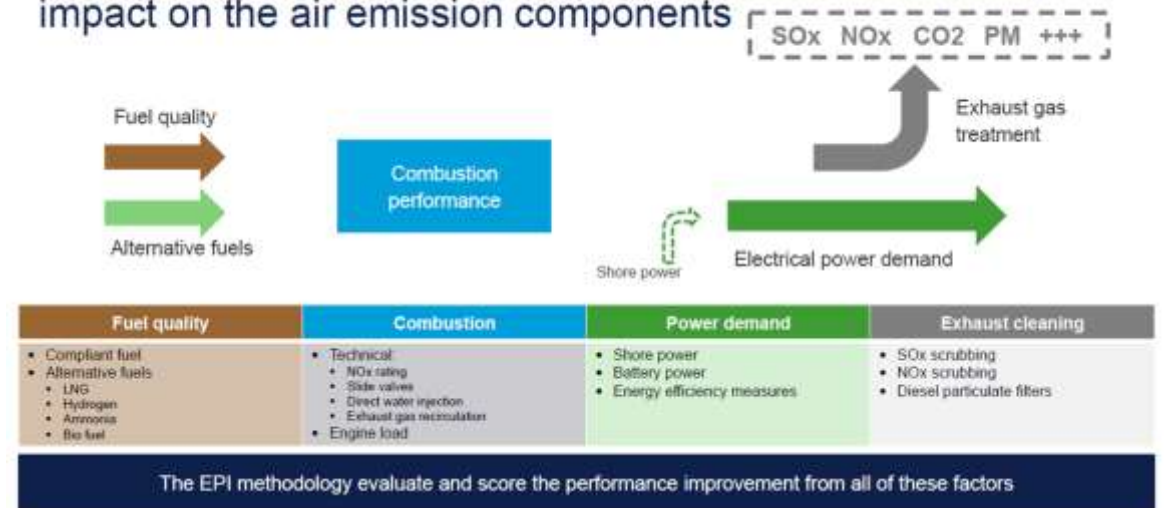 impact on the air emission components
SOx NOx CO2 PM +++
Fuel quality
Exhaust gas
treatment
Combustion
performance
Alternative fuels
Shore power
Electrical power demand
Fuel quality
• Compliant fuel
• Alternative fuels
• LNG
• Hydrogen
• Ammonia
• Bio fuel
Combustion
• Technical
• NOx rating
• Slide valves
• Direct water injection
• Exhaust gas recirculation
• Engine load
Power demand
• Shore power
• Battery power
• Energy efficiency measures
Exhaust cleaning
• SOx scrubbing
• NOx scrubbing
• Diesel particulate filters
The EPI methodology evaluate and score the performance improvement from all of these factors